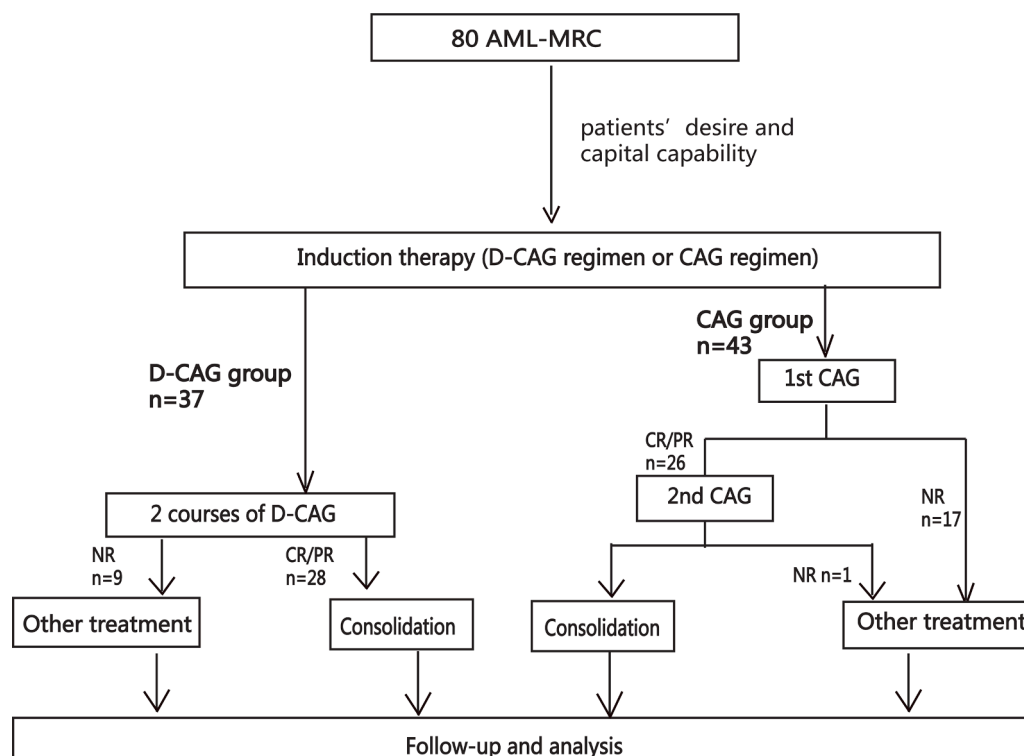 80 AML-MRC
patients’ desire and
capital capability
Induction therapy (D-CAG regimen or CAG regimen)
CAG group
n=43
D-CAG group
n=37
1st CAG
CR/PR
n=26
2nd CAG
NR
n=17
2 courses of D-CAG
NR
n=9
CR/PR
n=28
NR n=1
Other treatment
Consolidation
Consolidation
Other treatment
Follow-up and analysis